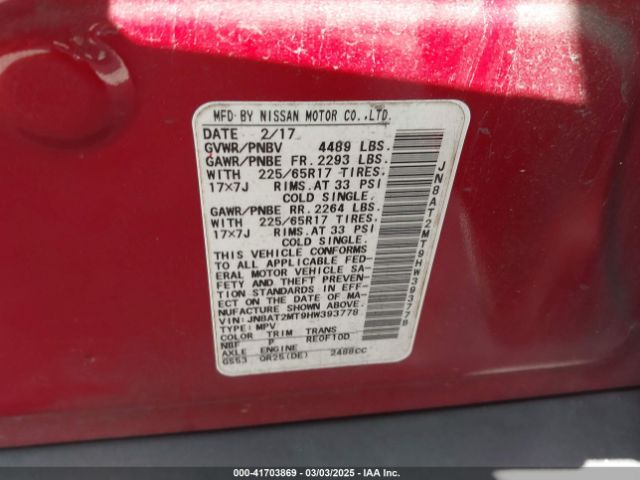 MFD BY NISSAN MOTOR CO.,LTD.
DATE 2/17
GVWR/PNBV 4489 LBS.
GAWR/PNBE FR. 2293 LBS.
WITH 225/65R17 TIRES.
17×7J RIMS. AT 33 PSI
COLD SINGLE.
GAWR/PNBE RR. 2264 LBS.
WITH 225/65R17 TIRES.
17×7J RIMS. AT 33 PSI
COLD SINGLE.
THIS VEHICLE CONFORMS
TO ALL APPLICABLE FED-
ERAL MOTOR VEHICLE SA-
FETY AND THEFT PREVEN-
TION STANDARDS IN EFF-
ECT ON THE DATE OF MA-
NUFACTURE SHOWN ABOVE.
VIN: JN8AT2MT9HW393778
TYPE: MPV
COLOR TRIM TRANS
NBF P RE0F10D
AXLE ENGINE
GS53 QR25(DE) 2488CC
JN8AT2MT9HW393778
000-41703869 - 03/03/2025 - IAA Inc.